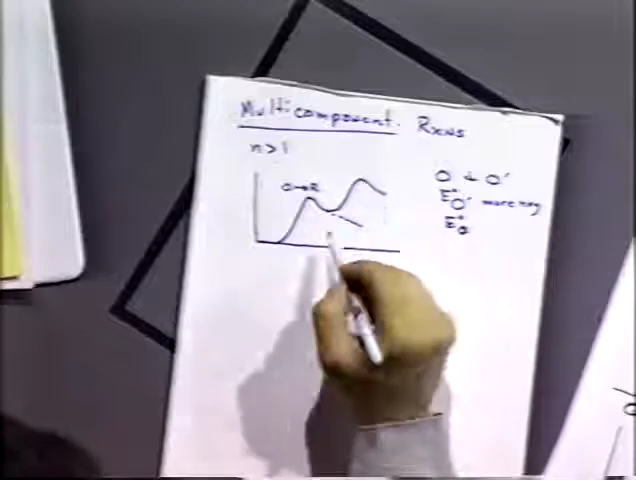 Multicomponent Rxns
n>1
O→R
O + O'
E°O' more neg
E°O